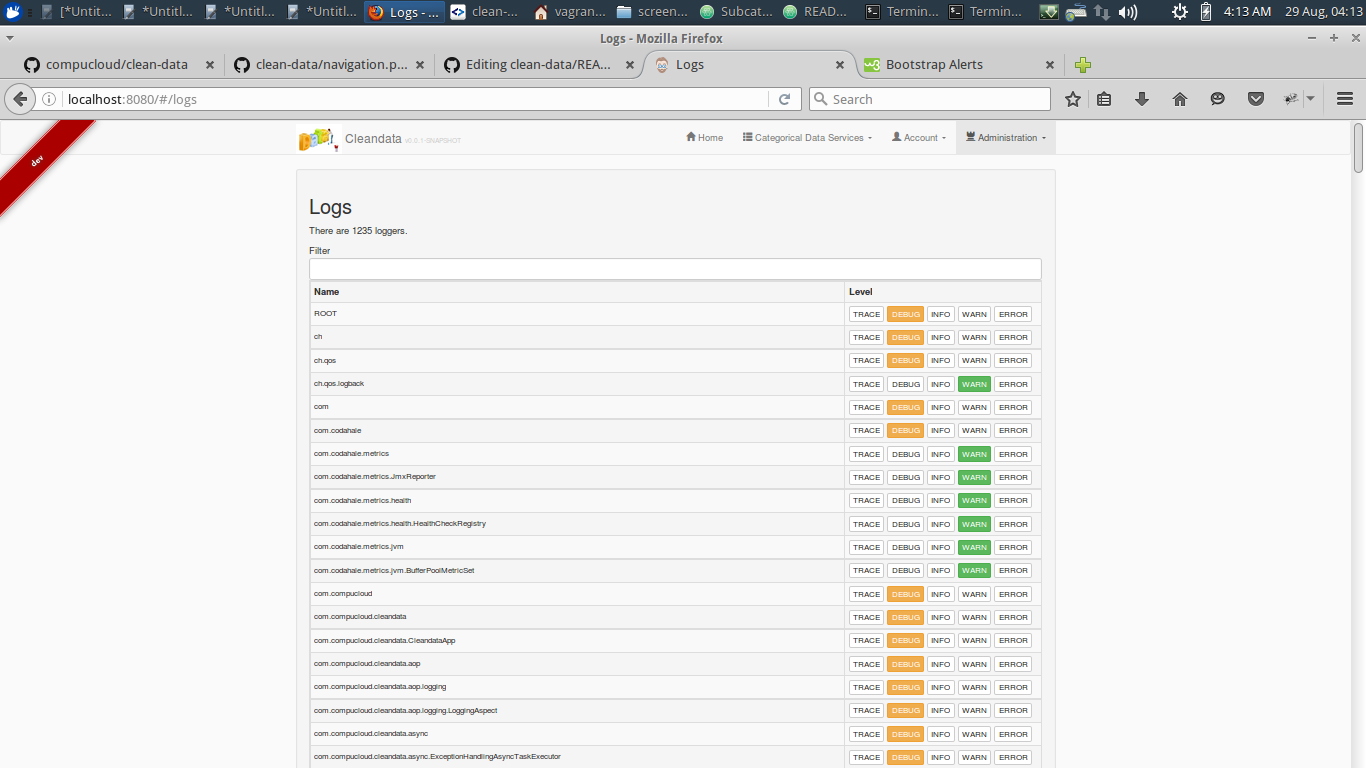 [*Untit... *Untitl... *Untitl... *Untitl... Logs - ... clean-... vagran... screen... Subcat... READ... Termin... Termin... 4:13 AM 29 Aug, 04:13
Logs - Mozilla Firefox
compucloud/clean-data clean-data/navigation.p... Editing clean-data/REA... Logs Bootstrap Alerts
localhost:8080/#/logs Search
dev
Cleandata v0.0.1-SNAPSHOT Home Categorical Data Services Account Administration
Logs
There are 1235 loggers.
Filter
Name Level
ROOT TRACE DEBUG INFO WARN ERROR
ch TRACE DEBUG INFO WARN ERROR
ch.qos TRACE DEBUG INFO WARN ERROR
ch.qos.logback TRACE DEBUG INFO WARN ERROR
com TRACE DEBUG INFO WARN ERROR
com.codahale TRACE DEBUG INFO WARN ERROR
com.codahale.metrics TRACE DEBUG INFO WARN ERROR
com.codahale.metrics.JmxReporter TRACE DEBUG INFO WARN ERROR
com.codahale.metrics.health TRACE DEBUG INFO WARN ERROR
com.codahale.metrics.health.HealthCheckRegistry TRACE DEBUG INFO WARN ERROR
com.codahale.metrics.jvm TRACE DEBUG INFO WARN ERROR
com.codahale.metrics.jvm.BufferPoolMetricSet TRACE DEBUG INFO WARN ERROR
com.compucloud TRACE DEBUG INFO WARN ERROR
com.compucloud.cleandata TRACE DEBUG INFO WARN ERROR
com.compucloud.cleandata.CleandataApp TRACE DEBUG INFO WARN ERROR
com.compucloud.cleandata.aop TRACE DEBUG INFO WARN ERROR
com.compucloud.cleandata.aop.logging TRACE DEBUG INFO WARN ERROR
com.compucloud.cleandata.aop.logging.LoggingAspect TRACE DEBUG INFO WARN ERROR
com.compucloud.cleandata.async TRACE DEBUG INFO WARN ERROR
com.compucloud.cleandata.async.ExceptionHandlingAsyncTaskExecutor TRACE DEBUG INFO WARN ERROR